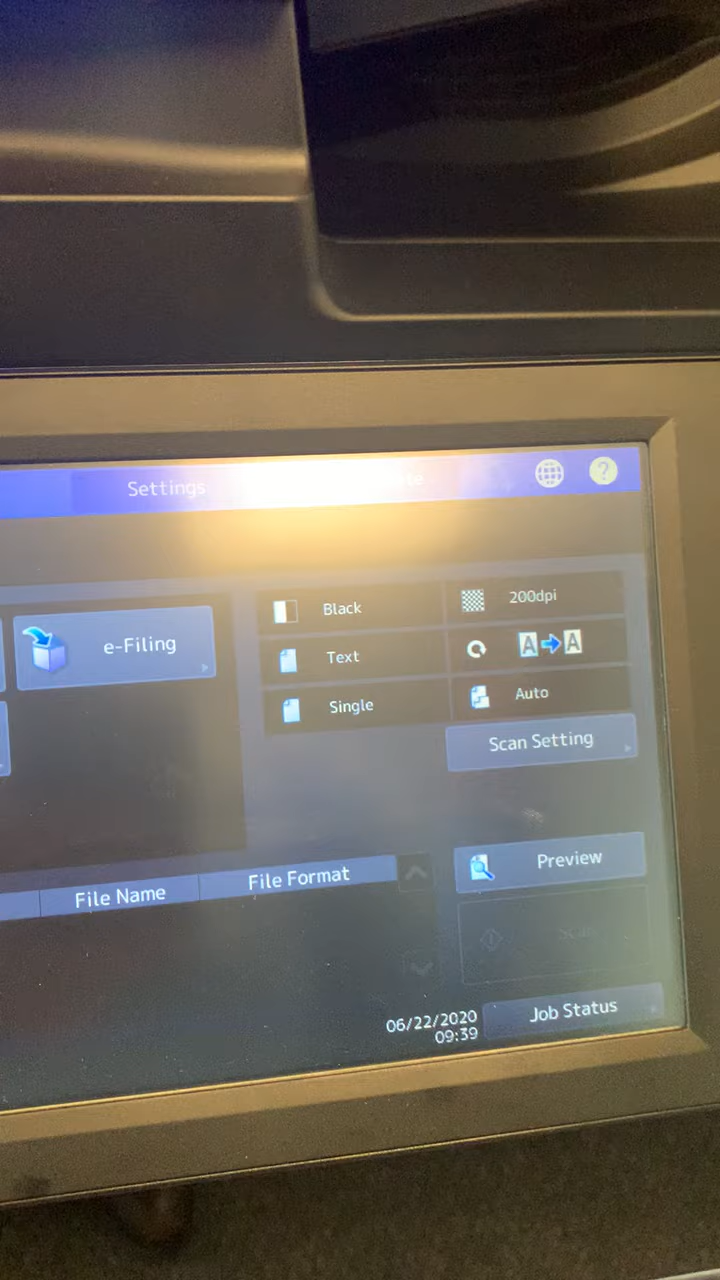 Settings
e-Filing
Black
200dpi
Text
A A
Single
Auto
Scan Setting
File Name
File Format
Preview
06/22/2020
09:39
Job Status